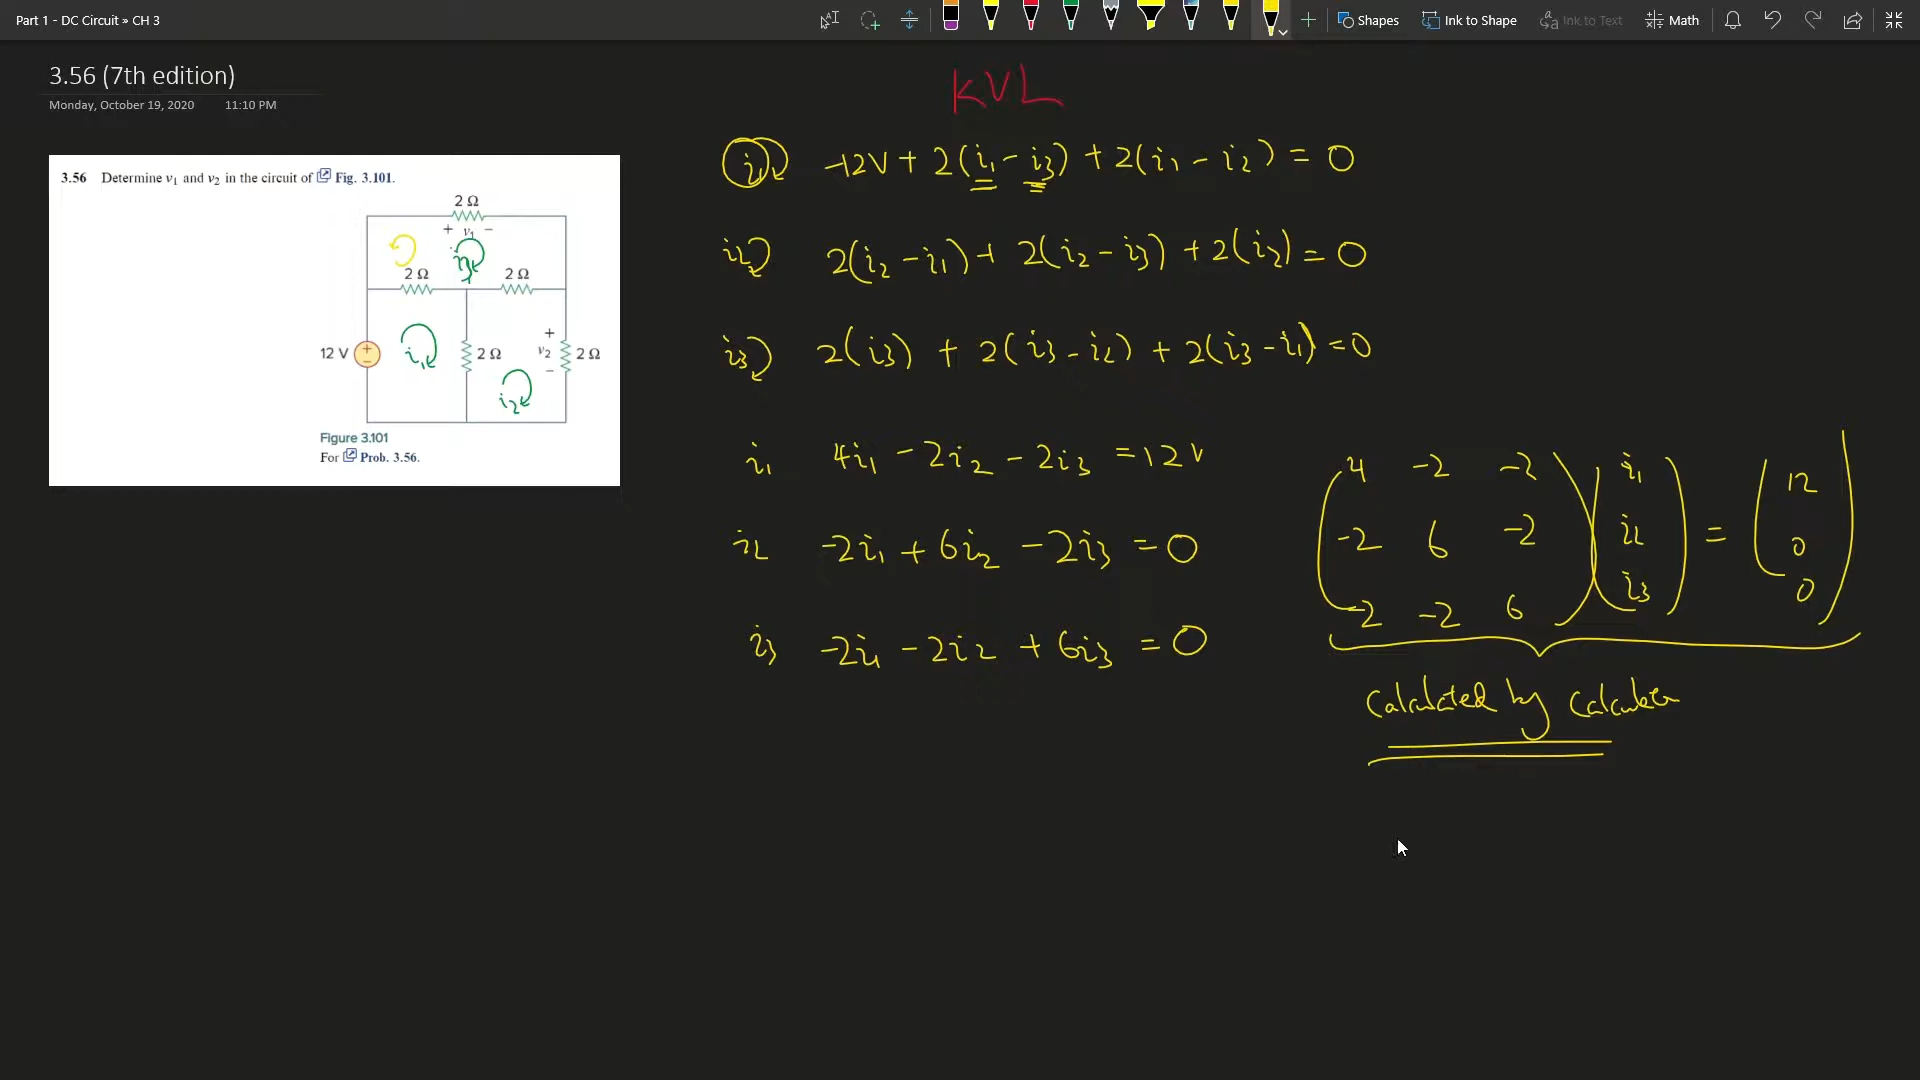 Part 1 - DC Circuit » CH 3
Shapes Ink to Shape Ink to Text Math
3.56 (7th edition)
Monday, October 19, 2020 11:10 PM
KVL
3.56 Determine v₁ and v₂ in the circuit of Fig. 3.101.
2 Ω
+ v₁ −
i3
2 Ω 2 Ω
12 V + − i1 2 Ω + v₂ − 2 Ω
i2
Figure 3.101
For Prob. 3.56.
i1 -12V + 2(i1 - i3) + 2(i1 - i2) = 0
i2 2(i2 - i1) + 2(i2 - i3) + 2(i2) = 0
i3 2(i3) + 2(i3 - i2) + 2(i3 - i1) = 0
i1 4i1 - 2i2 - 2i3 = 12V
i2 -2i1 + 6i2 - 2i3 = 0
i3 -2i1 - 2i2 + 6i3 = 0
4 -2 -2 i1 12
-2 6 -2 i2 = 0
-2 -2 6 i3 0
Calculated by Calculator